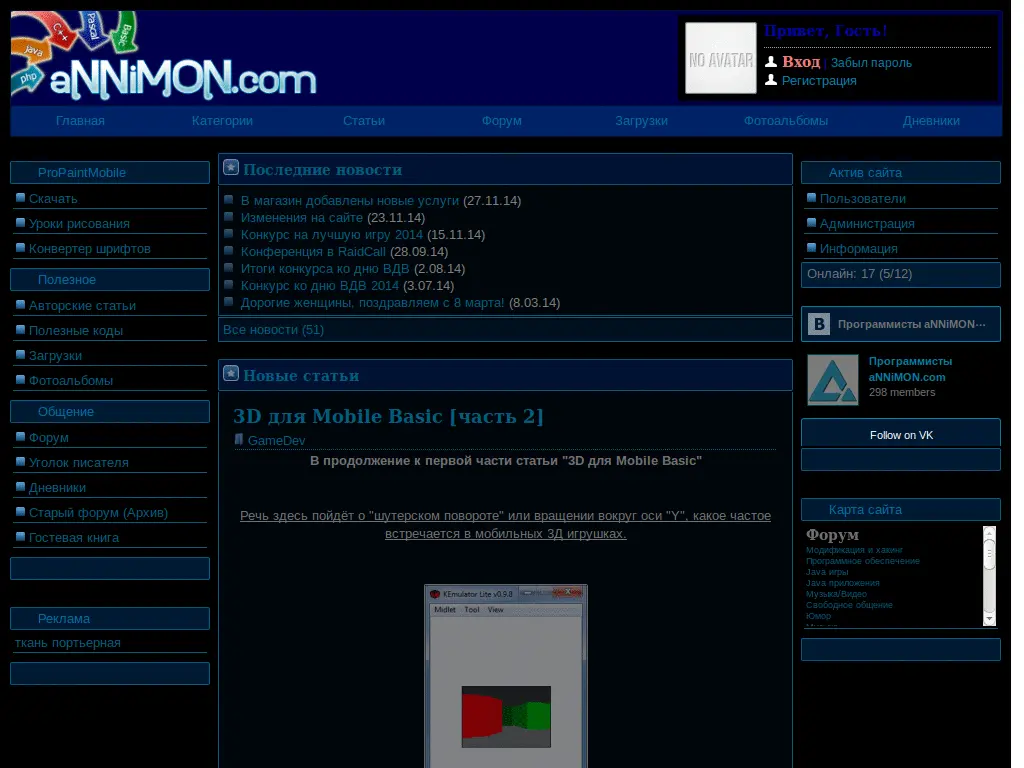 C++
Pascal
Basic
java
php
aNNiMON.com
NO AVATAR
Привет, Гость!
Вход | Забыл пароль
Регистрация
Главная
Категории
Статьи
Форум
Загрузки
Фотоальбомы
Дневники
ProPaintMobile
Скачать
Уроки рисования
Конвертер шрифтов
Полезное
Авторские статьи
Полезные коды
Загрузки
Фотоальбомы
Общение
Форум
Уголок писателя
Дневники
Старый форум (Архив)
Гостевая книга
Реклама
ткань портьерная
Последние новости
В магазин добавлены новые услуги (27.11.14)
Изменения на сайте (23.11.14)
Конкурс на лучшую игру 2014 (15.11.14)
Конференция в RaidCall (28.09.14)
Итоги конкурса ко дню ВДВ (2.08.14)
Конкурс ко дню ВДВ 2014 (3.07.14)
Дорогие женщины, поздравляем с 8 марта! (8.03.14)
Все новости (51)
Новые статьи
3D для Mobile Basic [часть 2]
GameDev
В продолжение к первой части статьи "3D для Mobile Basic"
Речь здесь пойдёт о "шутерском повороте" или вращении вокруг оси "Y", какое частое
встречается в мобильных 3Д игрушках.
KEmulator Lite v0.9.8
Midlet Tool View
Актив сайта
Пользователи
Администрация
Информация
Онлайн: 17 (5/12)
B Программисты aNNiMON···
Программисты
aNNiMON.com
298 members
Follow on VK
Карта сайта
Форум
Модификация и хакинг
Программное обеспечение
Java игры
Java приложения
Музыка/Видео
Свободное общение
Юмор